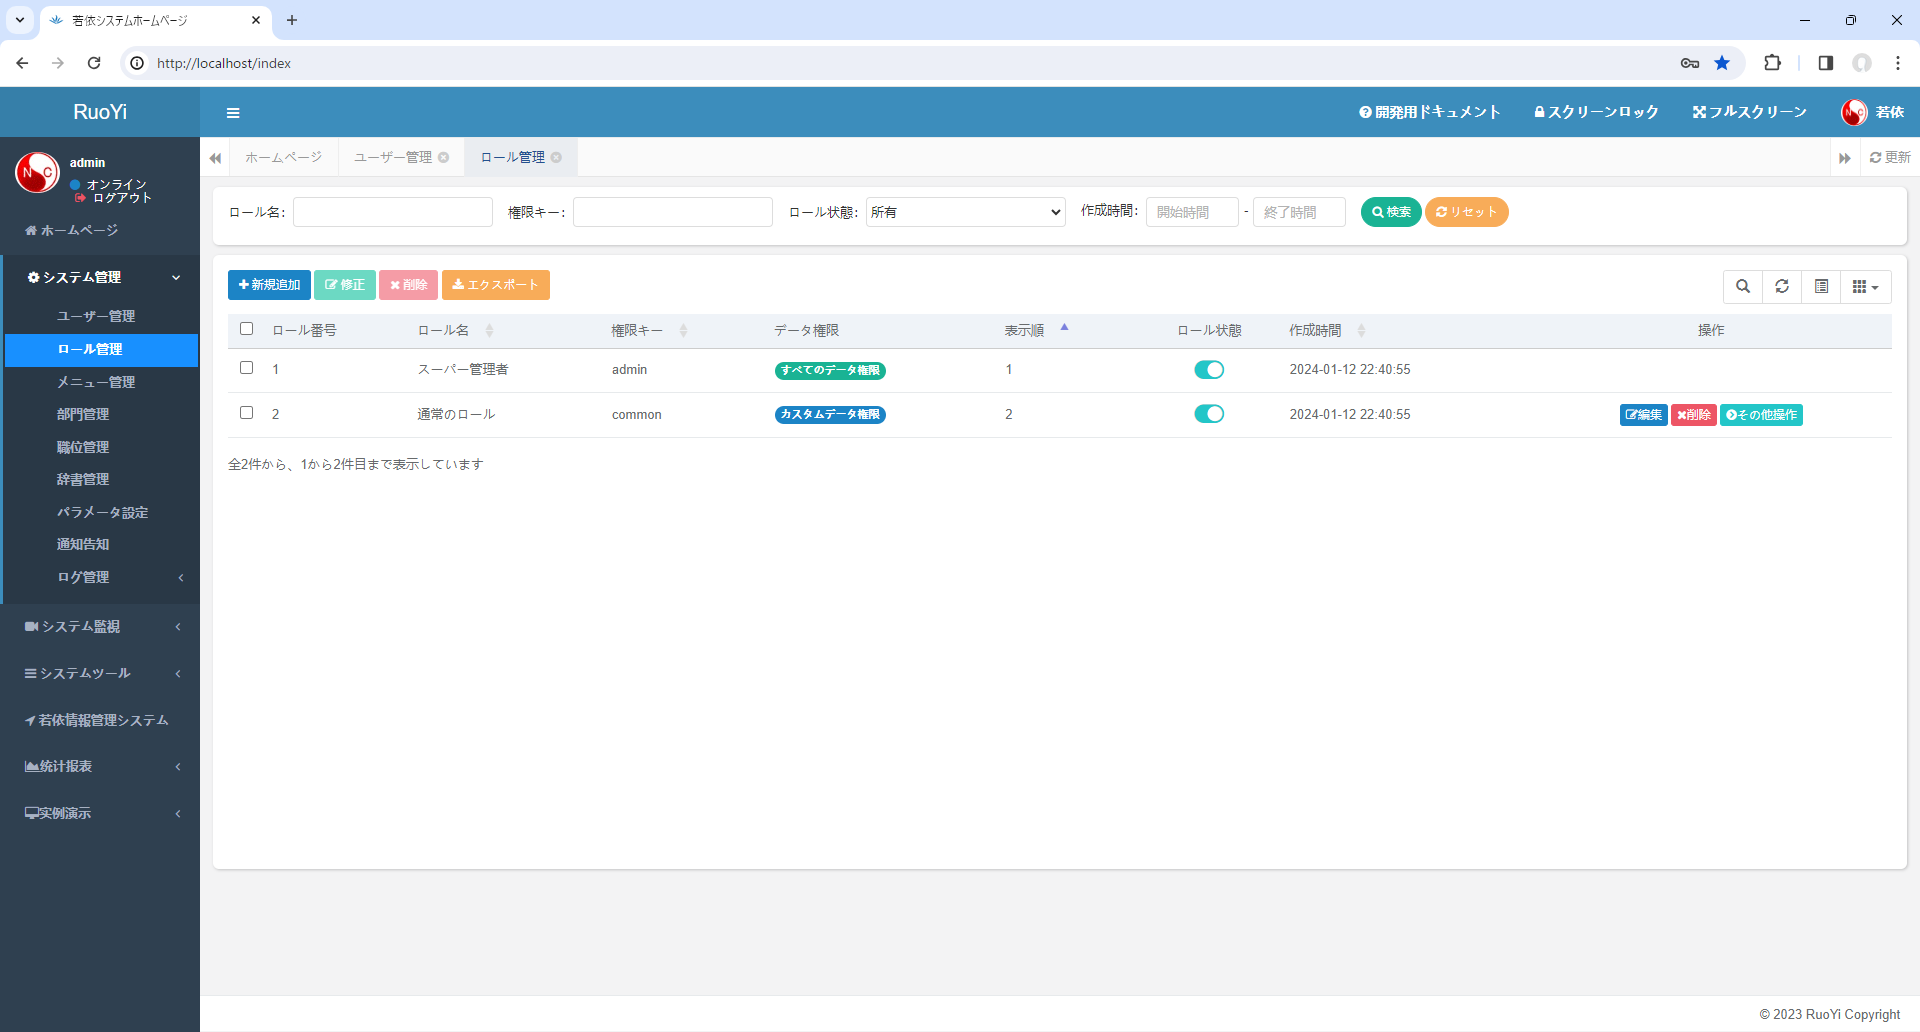 若依システムホームページ
http://localhost/index
RuoYi
開発用ドキュメント スクリーンロック フルスクリーン 若依
admin
オンライン
ログアウト
ホームページ ユーザー管理 ロール管理 更新
ホームページ
システム管理
ユーザー管理
ロール管理
メニュー管理
部門管理
職位管理
辞書管理
パラメータ設定
通知告知
ログ管理
システム監視
システムツール
若依情報管理システム
统计报表
实例演示
ロール名: 権限キー: ロール状態: 所有 作成時間: 開始時間 - 終了時間 検索 リセット
新規追加 修正 削除 エクスポート
ロール番号 ロール名 権限キー データ権限 表示順 ロール状態 作成時間 操作
1 スーパー管理者 admin すべてのデータ権限 1 2024-01-12 22:40:55
2 通常のロール common カスタムデータ権限 2 2024-01-12 22:40:55 編集 削除 その他操作
全2件から、1から2件目まで表示しています
© 2023 RuoYi Copyright